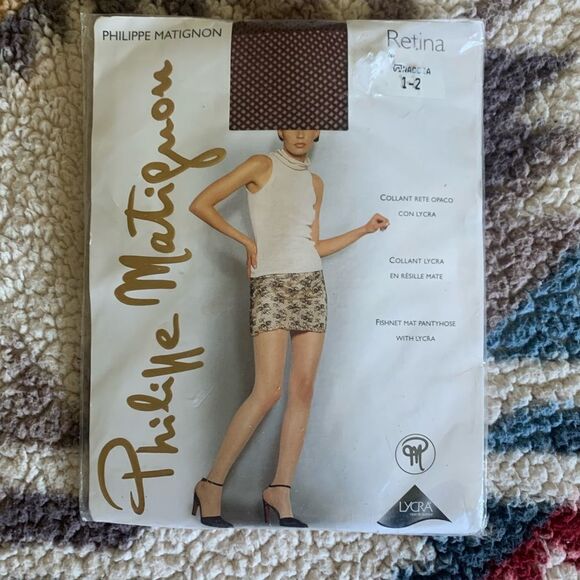 PHILIPPE MATIGNON
Retina
1-2
Philippe Matignon
COLLANT RETE OPACO
CON LYCRA
COLLANT LYCRA
EN RÉSILLE MATE
FISHNET MAT PANTYHOSE
WITH LYCRA
LYCRA